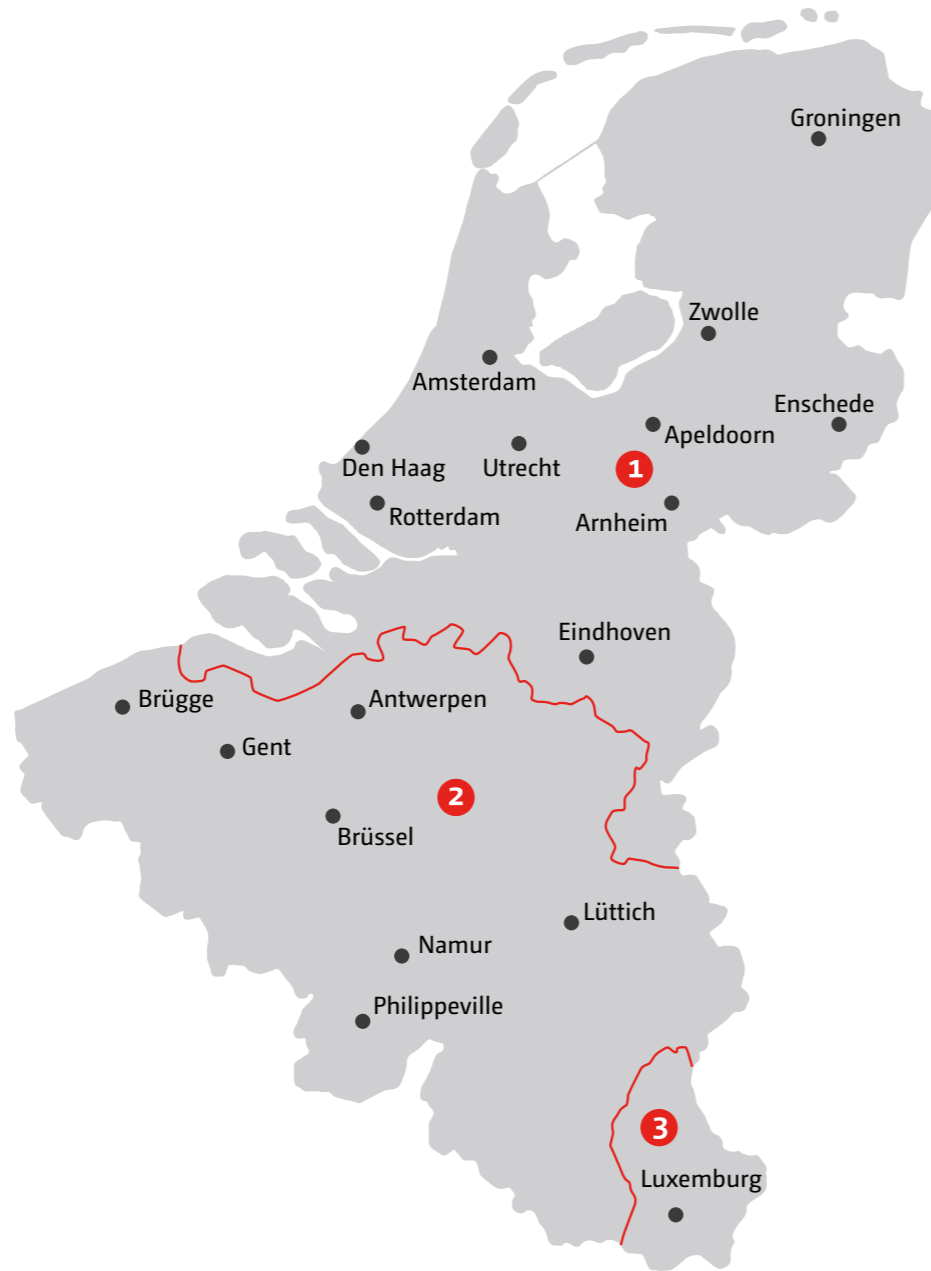 Groningen
Zwolle
Amsterdam
Enschede
Apeldoorn
Den Haag
Utrecht
1
Rotterdam
Arnheim
Eindhoven
Brügge
Antwerpen
Gent
2
Brüssel
Lüttich
Namur
Philippeville
3
Luxemburg